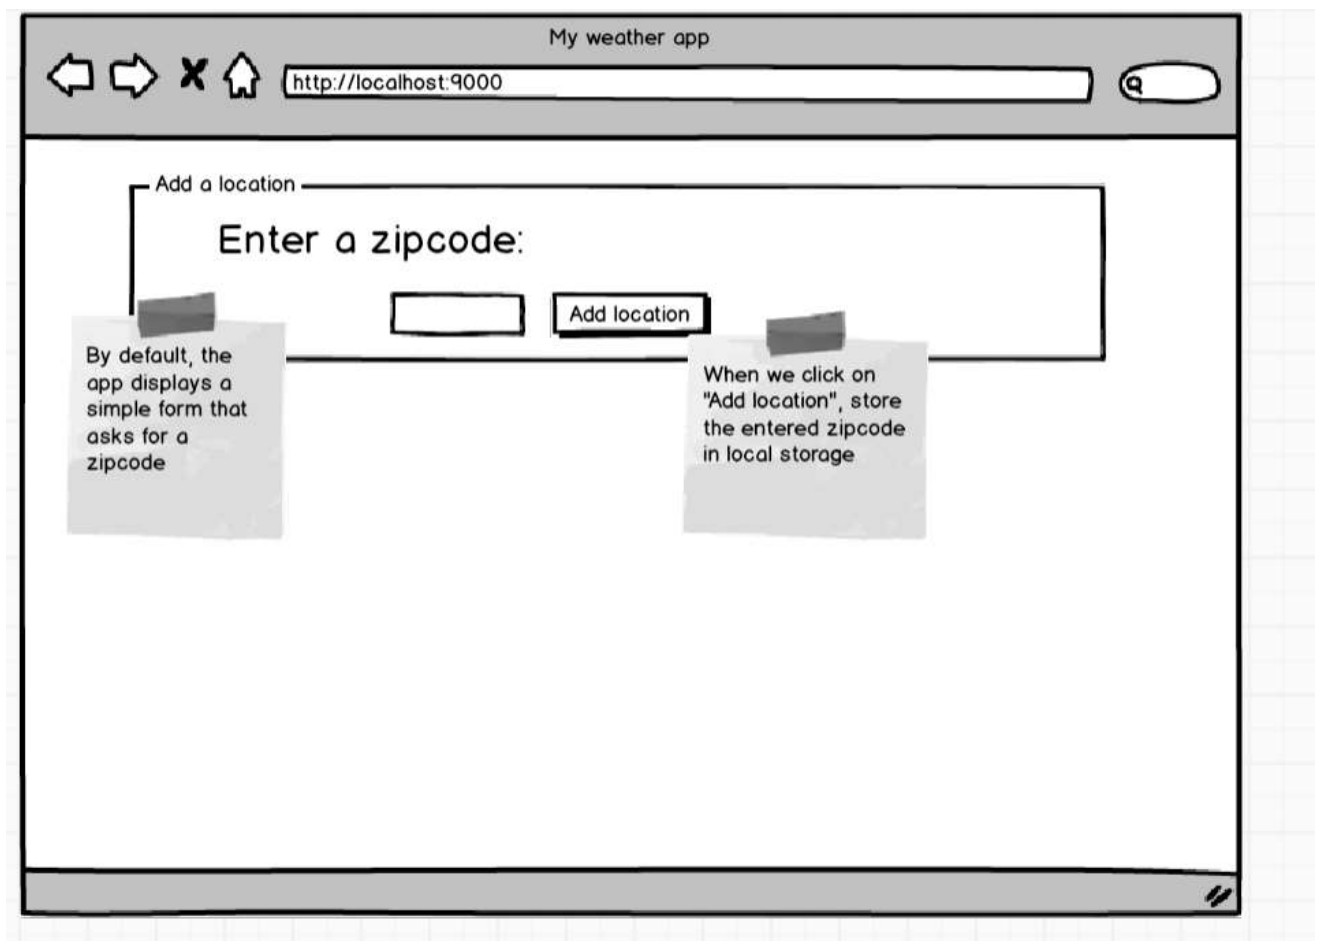 My weather app
http://localhost:9000
Add a location
Enter a zipcode:
Add location
By default, the
app displays a
simple form that
asks for a
zipcode
When we click on
"Add location", store
the entered zipcode
in local storage